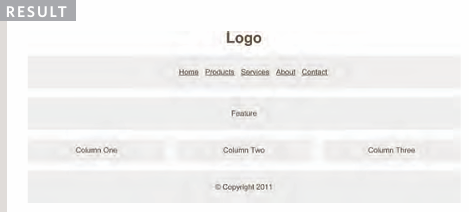 RESULT
Logo
Home Products Services About Contact
Feature
Column One Column Two Column Three
© Copyright 2011